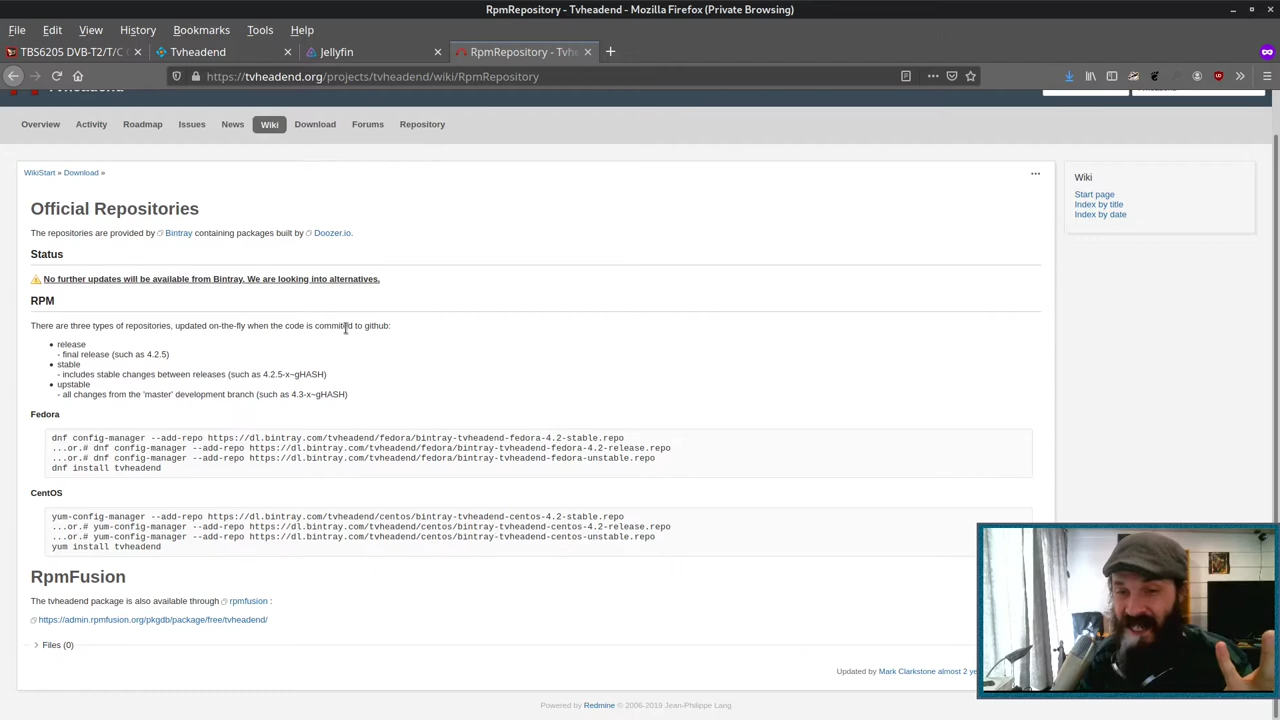 RpmRepository - Tvheadend - Mozilla Firefox (Private Browsing)
File Edit View History Bookmarks Tools Help
TBS6205 DVB-T2/T/C
Tvheadend
Jellyfin
RpmRepository - Tvhe
https://tvheadend.org/projects/tvheadend/wiki/RpmRepository
Overview Activity Roadmap Issues News Wiki Download Forums Repository
WikiStart » Download »
Official Repositories
The repositories are provided by Bintray containing packages built by Doozer.io.
Status
No further updates will be available from Bintray. We are looking into alternatives.
RPM
There are three types of repositories, updated on-the-fly when the code is commited to github:
release
- final release (such as 4.2.5)
stable
- includes stable changes between releases (such as 4.2.5-x~gHASH)
upstable
- all changes from the 'master' development branch (such as 4.3-x~gHASH)
Fedora
dnf config-manager --add-repo https://dl.bintray.com/tvheadend/fedora/bintray-tvheadend-fedora-4.2-stable.repo
...or.# dnf config-manager --add-repo https://dl.bintray.com/tvheadend/fedora/bintray-tvheadend-fedora-4.2-release.repo
...or.# dnf config-manager --add-repo https://dl.bintray.com/tvheadend/fedora/bintray-tvheadend-fedora-unstable.repo
dnf install tvheadend
CentOS
yum-config-manager --add-repo https://dl.bintray.com/tvheadend/centos/bintray-tvheadend-centos-4.2-stable.repo
...or.# yum-config-manager --add-repo https://dl.bintray.com/tvheadend/centos/bintray-tvheadend-centos-4.2-release.repo
...or.# yum-config-manager --add-repo https://dl.bintray.com/tvheadend/centos/bintray-tvheadend-centos-unstable.repo
yum install tvheadend
RpmFusion
The tvheadend package is also available through rpmfusion :
https://admin.rpmfusion.org/pkgdb/package/free/tvheadend/
Files (0)
Updated by Mark Clarkstone almost 2 ye
Powered by Redmine © 2006-2019 Jean-Philippe Lang
Wiki
Start page
Index by title
Index by date